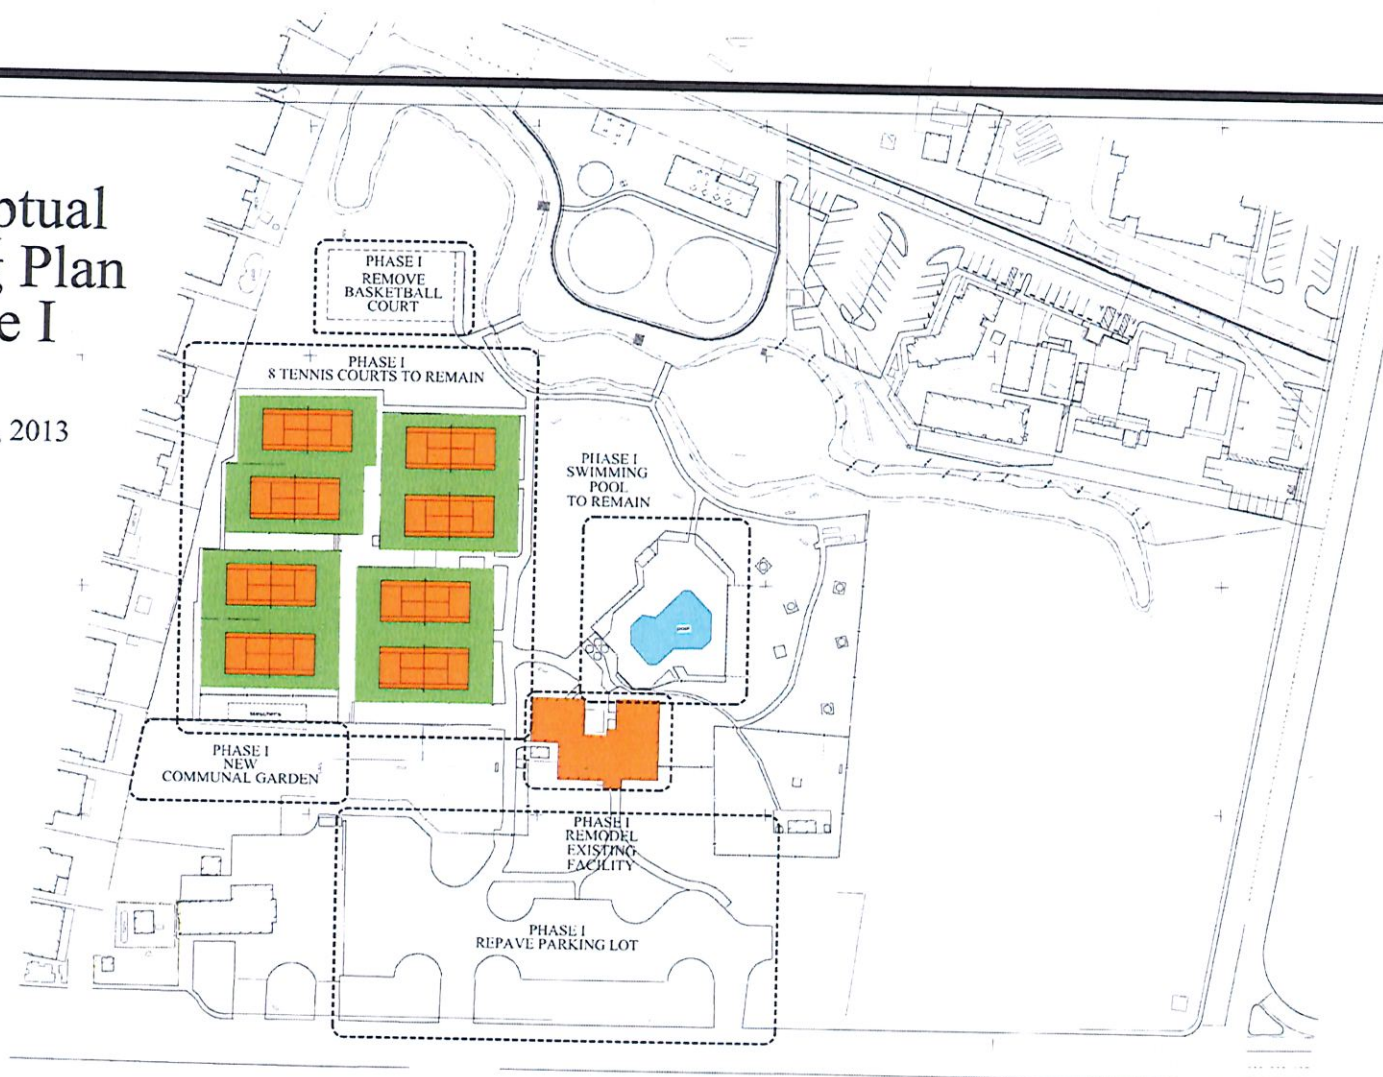 ptual
Plan
e I
, 2013
PHASE I
REMOVE
BASKETBALL
COURT
PHASE I
8 TENNIS COURTS TO REMAIN
PHASE I
SWIMMING
POOL
TO REMAIN
PHASE I
NEW
COMMUNAL GARDEN
PHASE I
REMODEL
EXISTING
FACILITY
PHASE I
REPAVE PARKING LOT